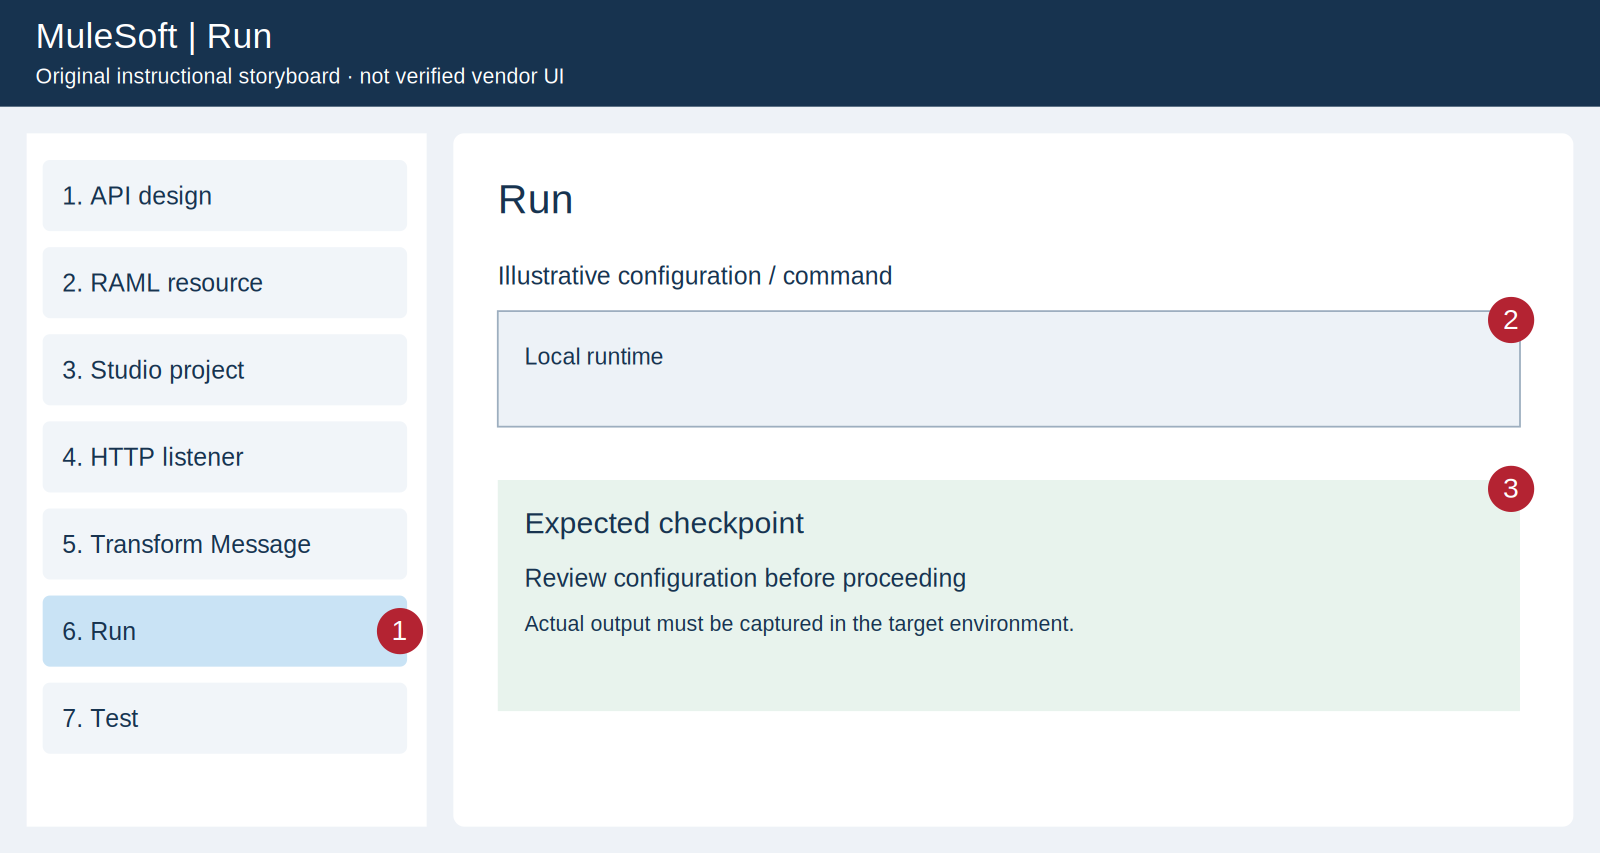 MuleSoft | Run
Original instructional storyboard · not verified vendor UI
1. API design
2. RAML resource
3. Studio project
4. HTTP listener
5. Transform Message
6. Run
1
7. Test
Run
Illustrative configuration / command
2
Local runtime
3
Expected checkpoint
Review configuration before proceeding
Actual output must be captured in the target environment.